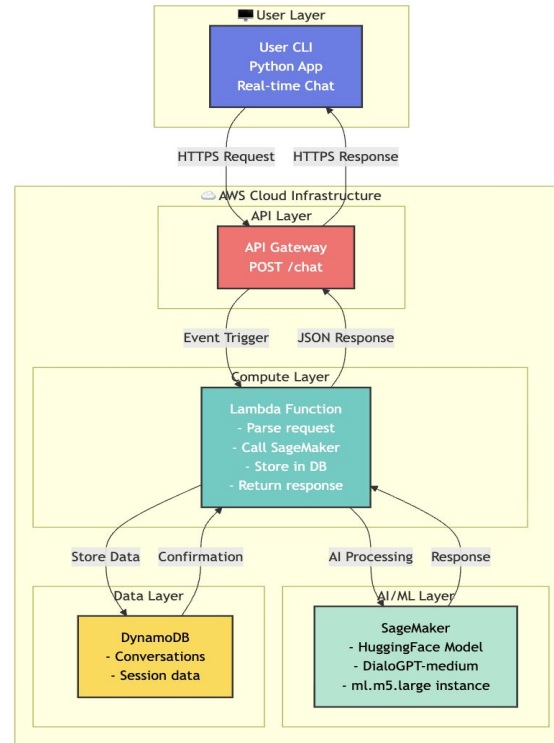 User Layer
User CLI
Python App
Real-time Chat
HTTPS Request
HTTPS Response
AWS Cloud Infrastructure
API Layer
API Gateway
POST /chat
Event Trigger
JSON Response
Compute Layer
Lambda Function
- Parse request
- Call SageMaker
- Store in DB
- Return response
Store Data
Confirmation
AI Processing
Response
Data Layer
DynamoDB
- Conversations
- Session data
AI/ML Layer
SageMaker
- HuggingFace Model
- DialoGPT-medium
- ml.m5.large instance